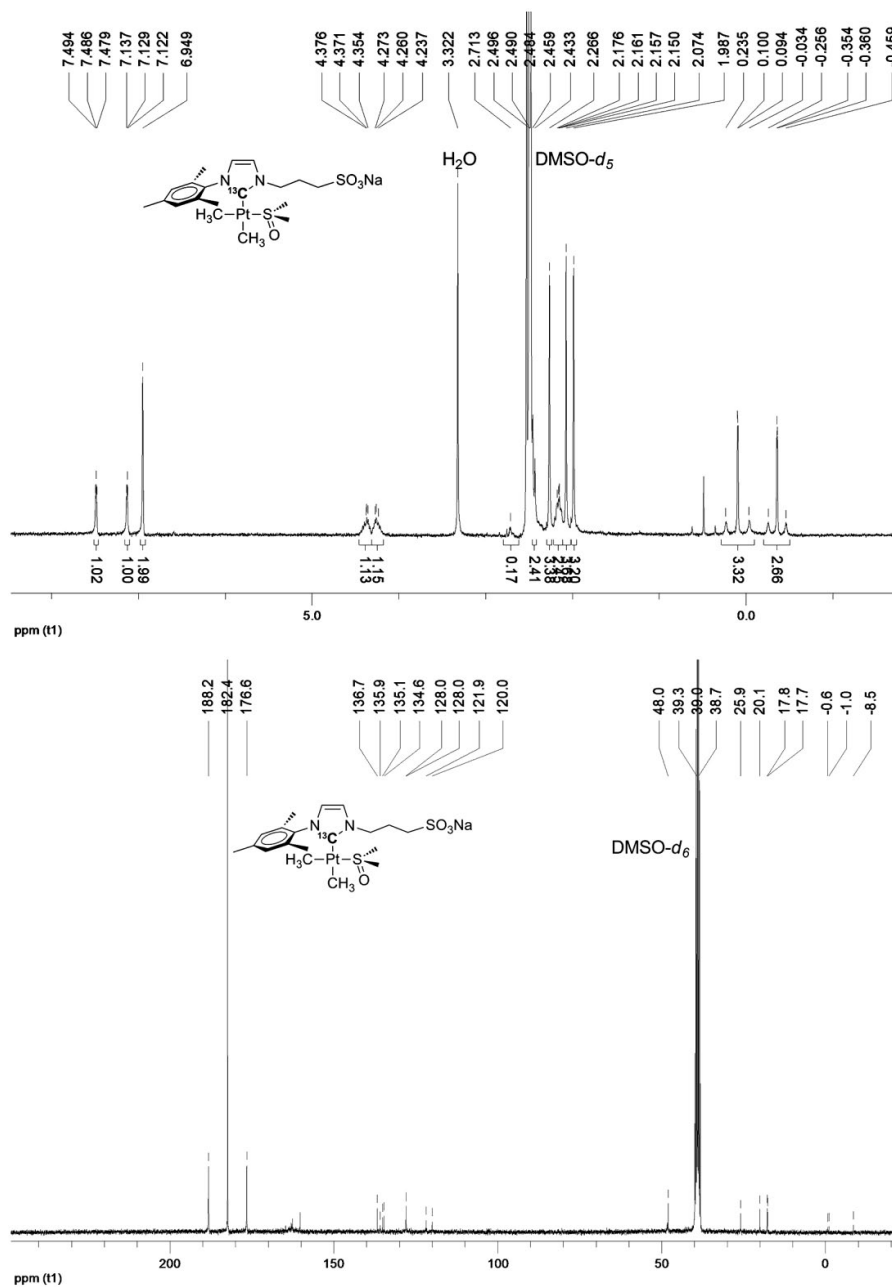 7.494 7.486 7.479 7.137 7.129 7.122 6.949 4.376 4.371 4.354 4.273 4.260 4.237 3.322 2.713 2.496 2.490 2.484 2.459 2.433 2.266 2.176 2.161 2.157 2.150 2.074 1.987 0.235 0.100 0.094 -0.034 -0.256 -0.354 -0.360 -0.459
H2O DMSO-d5
N N SO3Na
13C
H3C Pt S
CH3 O
1.02 1.00 1.99 1.13 1.15 0.17 2.41 3.38 3.20 3.32 2.66
5.0 0.0
ppm (t1)
188.2 182.4 176.6 136.7 135.9 135.1 134.6 128.0 128.0 121.9 120.0 48.0 39.3 39.0 38.7 25.9 20.1 17.8 17.7 -0.6 -1.0 -8.5
N N SO3Na
13C
H3C Pt S DMSO-d6
CH3 O
200 150 100 50 0
ppm (t1)